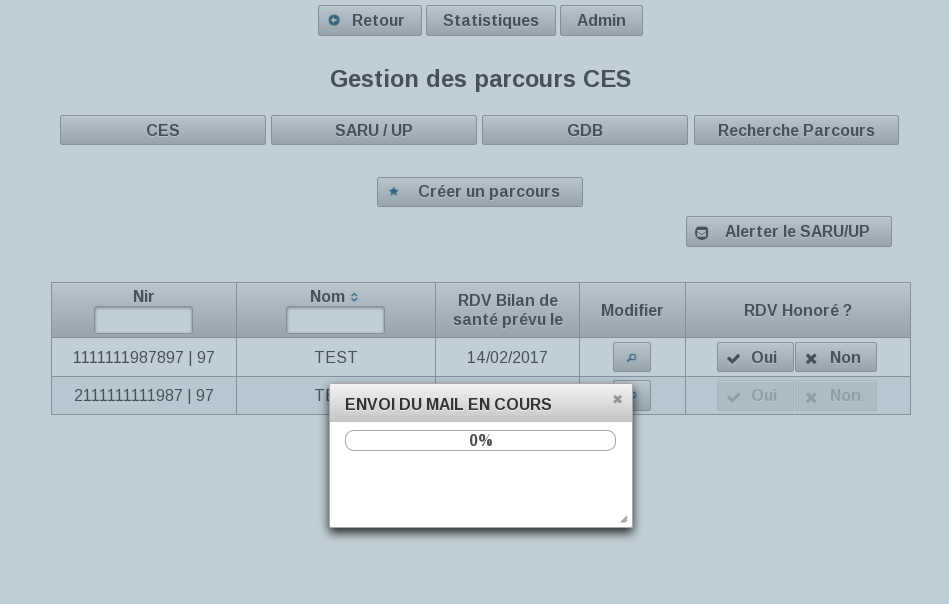 Retour Statistiques Admin
Gestion des parcours CES
CES SARU / UP GDB Recherche Parcours
Créer un parcours
Alerter le SARU/UP
Nir Nom RDV Bilan de santé prévu le Modifier RDV Honoré ?
1111111987897 | 97 TEST 14/02/2017 Oui Non
2111111111987 | 97 Oui Non
ENVOI DU MAIL EN COURS
0%